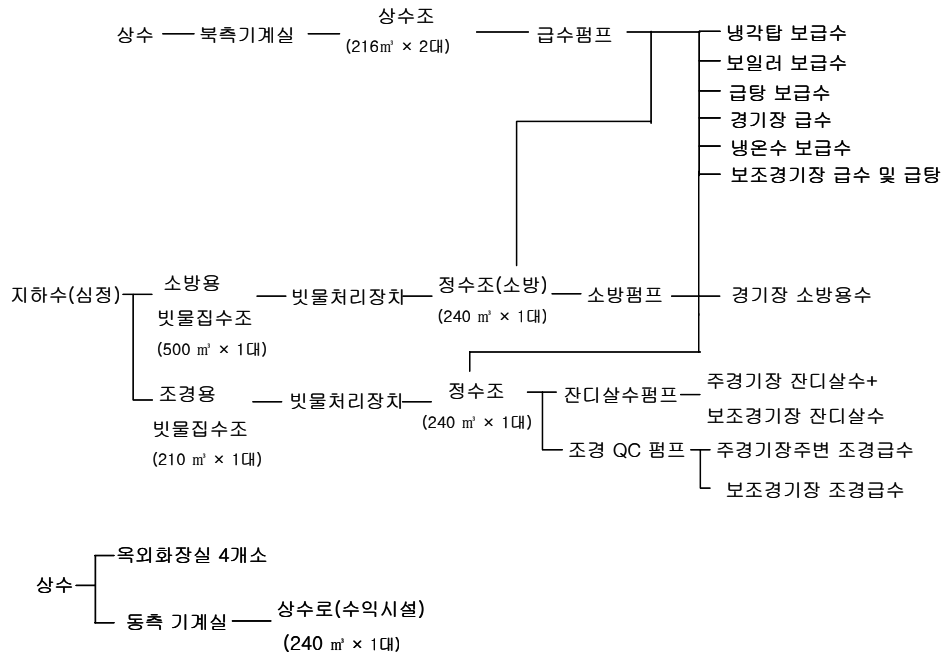 상수
북측기계실
상수조
(216㎥ × 2대)
급수펌프
냉각탑 보급수
보일러 보급수
급탕 보급수
경기장 급수
냉온수 보급수
보조경기장 급수 및 급탕
지하수(심정)
소방용
빗물집수조
(500 ㎥ × 1대)
빗물처리장치
정수조(소방)
(240 ㎥ × 1대)
소방펌프
경기장 소방용수
조경용
빗물집수조
(210 ㎥ × 1대)
빗물처리장치
정수조
(240 ㎥ × 1대)
잔디살수펌프
주경기장 잔디살수+
보조경기장 잔디살수
조경 QC 펌프
주경기장주변 조경급수
보조경기장 조경급수
상수
옥외화장실 4개소
동측 기계실
상수로(수익시설)
(240 ㎥ × 1대)